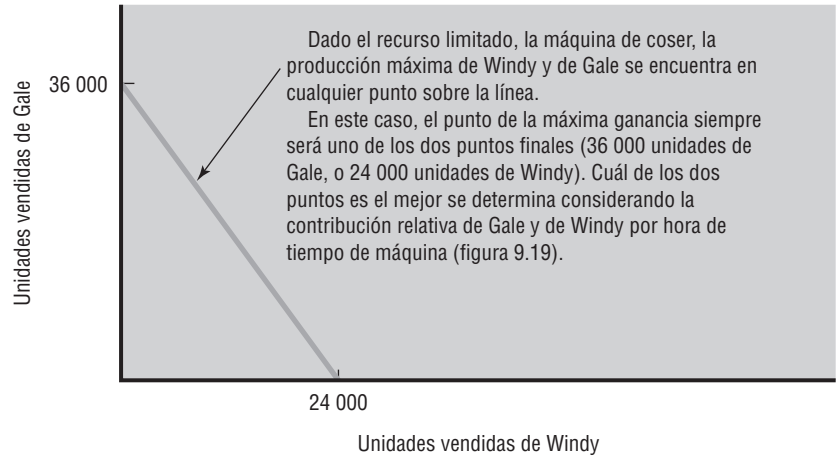 Unidades vendidas de Gale
36 000
Dado el recurso limitado, la máquina de coser, la
producción máxima de Windy y de Gale se encuentra en
cualquier punto sobre la línea.
En este caso, el punto de la máxima ganancia siempre
será uno de los dos puntos finales (36 000 unidades de
Gale, o 24 000 unidades de Windy). Cuál de los dos
puntos es el mejor se determina considerando la
contribución relativa de Gale y de Windy por hora de
tiempo de máquina (figura 9.19).
24 000
Unidades vendidas de Windy